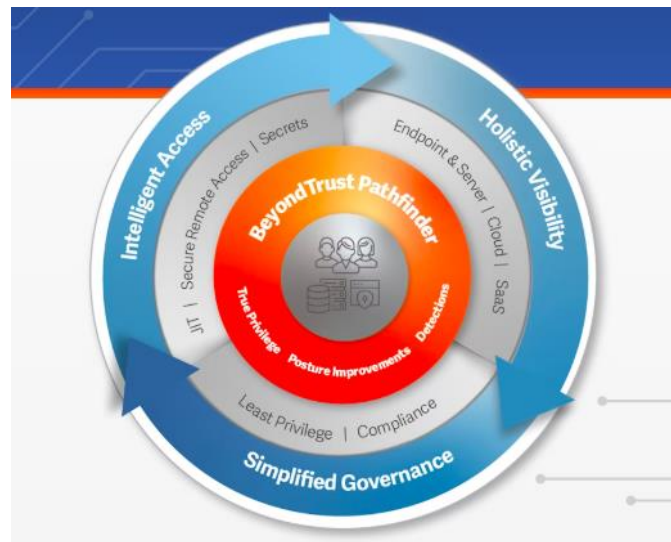 Intelligent Access
Holistic Visibility
Simplified Governance
JIT | Secure Remote Access | Secrets
Endpoint & Server | Cloud | SaaS
Least Privilege | Compliance
BeyondTrust Pathfinder
True Privilege Posture Improvements Detections